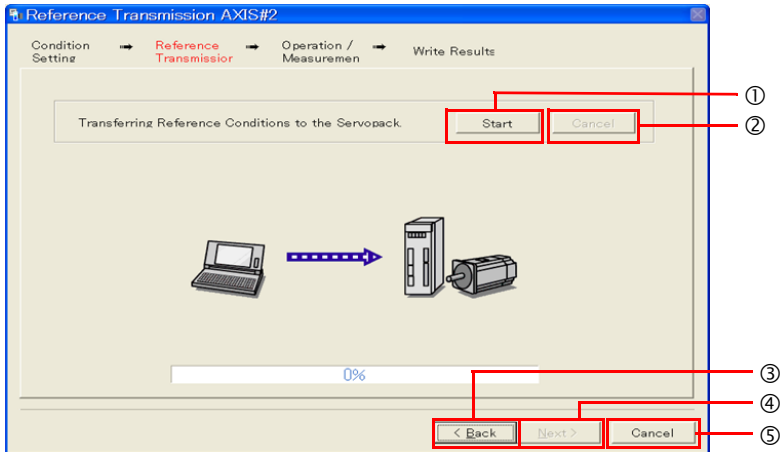 Reference Transmission AXIS#2
Condition Setting ➡ Reference Transmissior ➡ Operation / Measuremen ➡ Write Results
Transferring Reference Conditions to the Servopack. Start Cancel
①
②
0%
③
④
< Back Next > Cancel
⑤